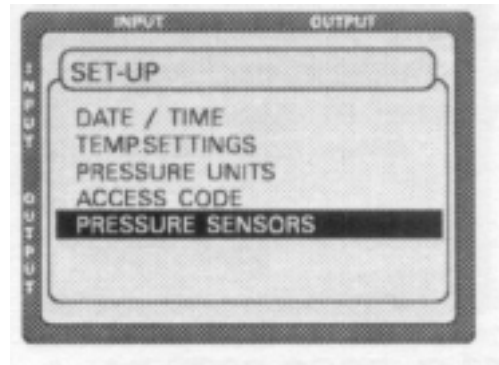 INPUT OUTPUT
INPUT OUTPUT
SET-UP
DATE / TIME
TEMP.SETTINGS
PRESSURE UNITS
ACCESS CODE
PRESSURE SENSORS